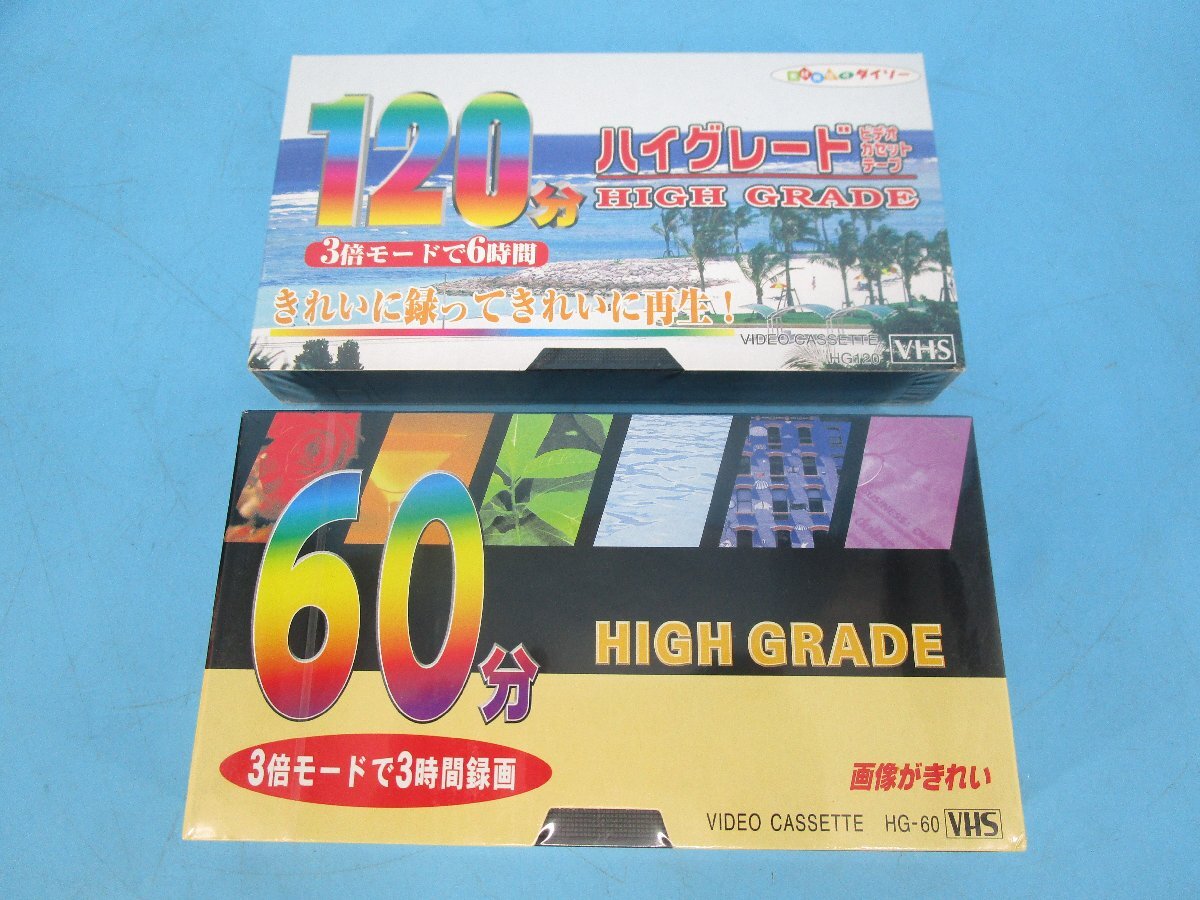 ダイソー
120分
ハイグレード
ビデオ
カセット
テープ
HIGH GRADE
3倍モードで6時間
きれいに録ってきれいに再生!
VIDEO CASSETTE
HG120 VHS
60分
HIGH GRADE
3倍モードで3時間録画
画像がきれい
VIDEO CASSETTE HG-60 VHS